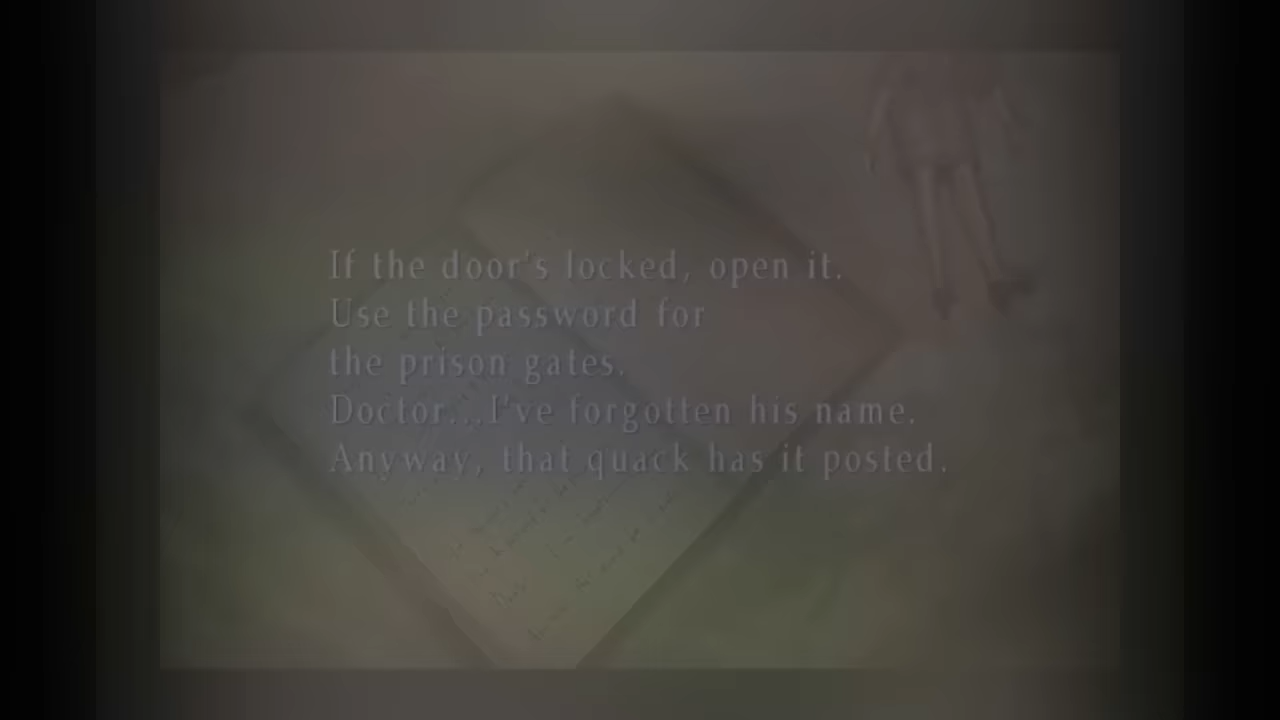 If the door's locked, open it.
Use the password for
the prison gates.
Doctor...I've forgotten his name.
Anyway, that quack has it posted.